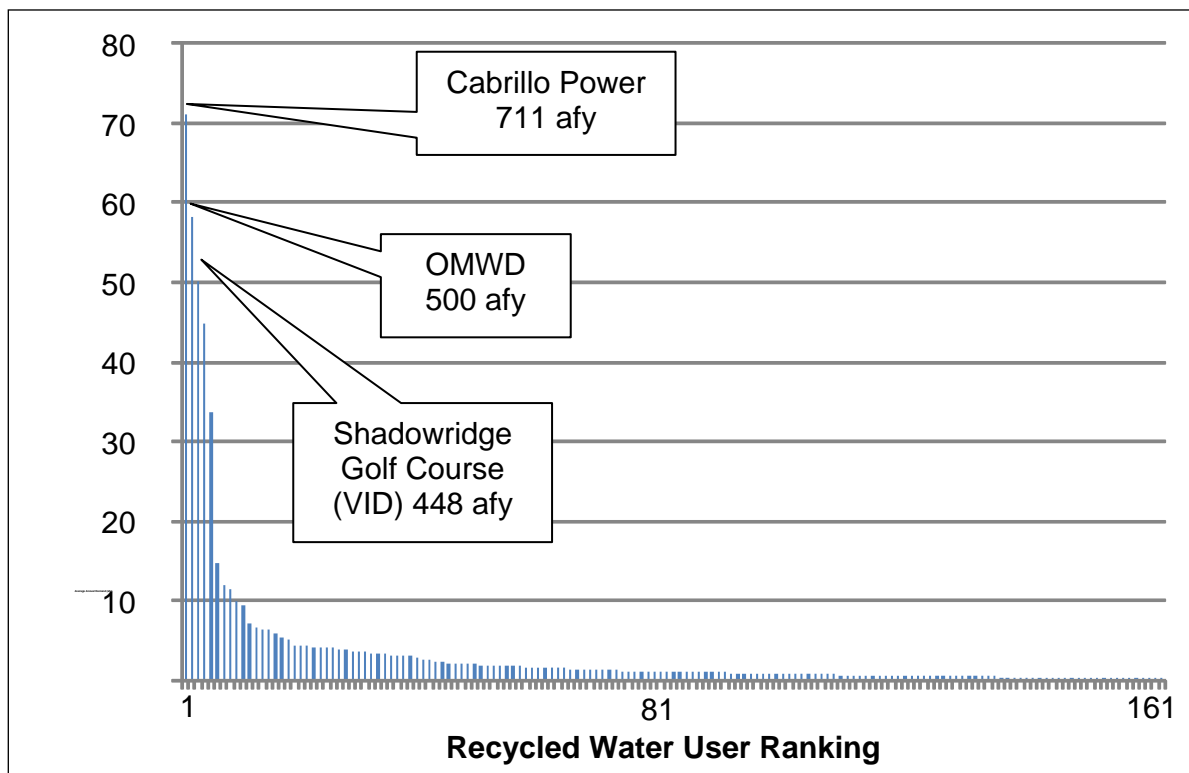 80
70
60
50
40
30
20
10
Cabrillo Power
711 afy
OMWD
500 afy
Shadowridge
Golf Course
(VID) 448 afy
1
81
161
Recycled Water User Ranking